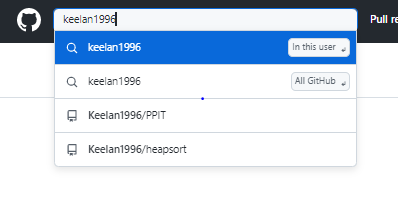 keelan1996 Pull re
keelan1996 In this user
keelan1996 All GitHub
Keelan1996/PPIT
Keelan1996/heapsort